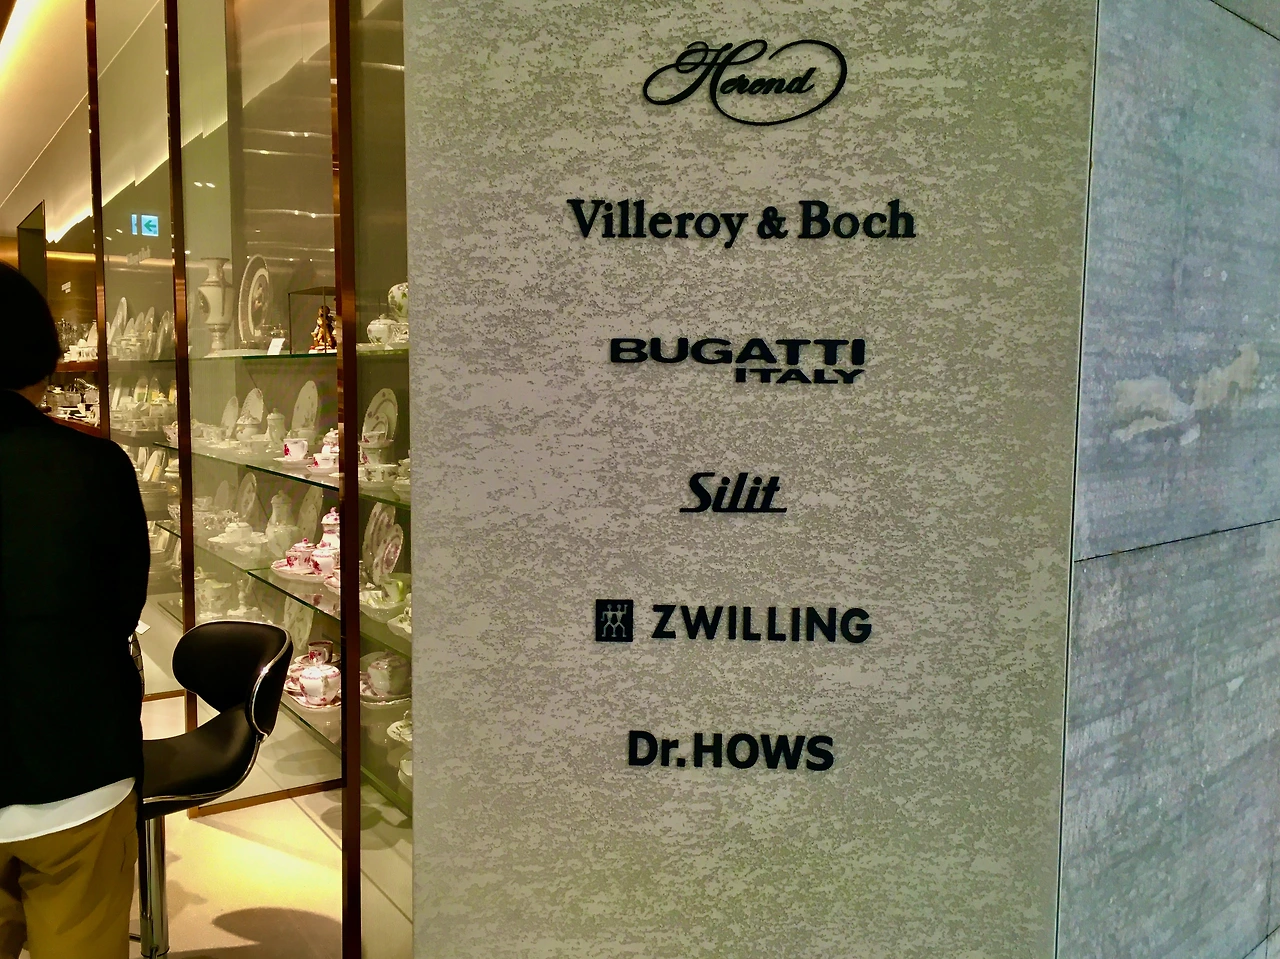 Herend
Villeroy & Boch
BUGATTI
ITALY
Silit
ZWILLING
Dr.HOWS